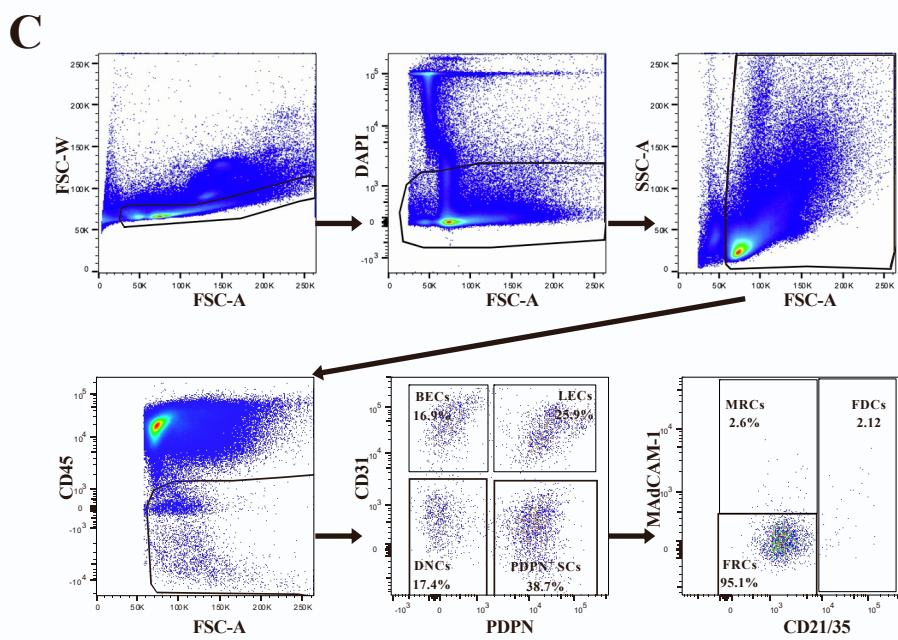 C
FSC-W
250K
200K
150K
100K
50K
0
0 50K 100K 150K 200K 250K
FSC-A
DAPI
10^5
10^4
10^3
0
-10^3
0 50K 100K 150K 200K 250K
FSC-A
SSC-A
250K
200K
150K
100K
50K
0
0 50K 100K 150K 200K 250K
FSC-A
CD45
10^5
10^4
10^3
0
-10^3
-10^4
0 50K 100K 150K 200K 250K
FSC-A
CD31
10^5
10^4
10^3
0
BECs
16.9%
LECs
25.9%
DNCs
17.4%
PDPN+ SCs
38.7%
-10^3 0 10^3 10^4 10^5
PDPN
MAdCAM-1
10^4
10^3
0
MRCs
2.6%
FDCs
2.12
FRCs
95.1%
0 10^3 10^4 10^5
CD21/35